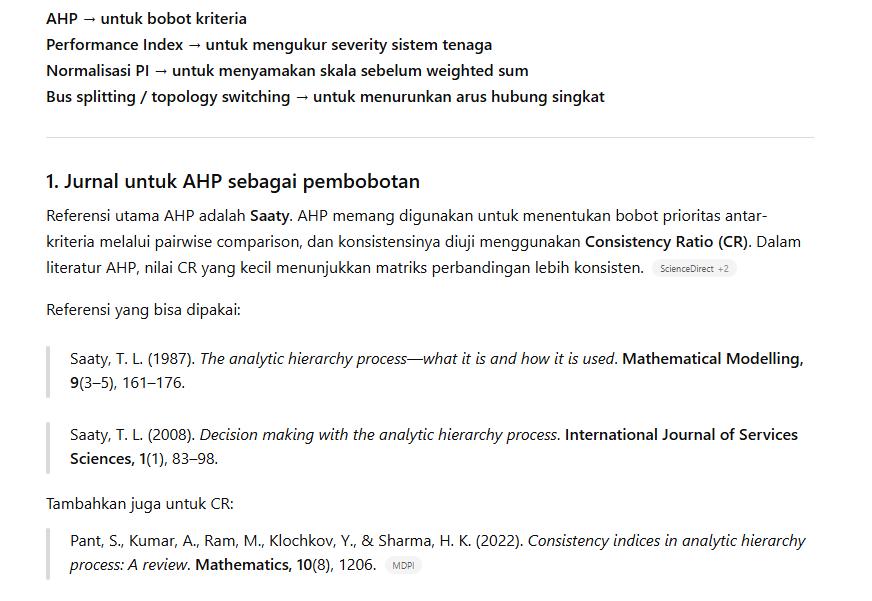 AHP → untuk bobot kriteria
Performance Index → untuk mengukur severity sistem tenaga
Normalisasi PI → untuk menyamakan skala sebelum weighted sum
Bus splitting / topology switching → untuk menurunkan arus hubung singkat
1. Jurnal untuk AHP sebagai pembobotan
Referensi utama AHP adalah Saaty. AHP memang digunakan untuk menentukan bobot prioritas antar-
kriteria melalui pairwise comparison, dan konsistensinya diuji menggunakan Consistency Ratio (CR). Dalam
literatur AHP, nilai CR yang kecil menunjukkan matriks perbandingan lebih konsisten. ScienceDirect +2
Referensi yang bisa dipakai:
Saaty, T. L. (1987). The analytic hierarchy process—what it is and how it is used. Mathematical Modelling,
9(3–5), 161–176.
Saaty, T. L. (2008). Decision making with the analytic hierarchy process. International Journal of Services
Sciences, 1(1), 83–98.
Tambahkan juga untuk CR:
Pant, S., Kumar, A., Ram, M., Klochkov, Y., & Sharma, H. K. (2022). Consistency indices in analytic hierarchy
process: A review. Mathematics, 10(8), 1206. MDPI